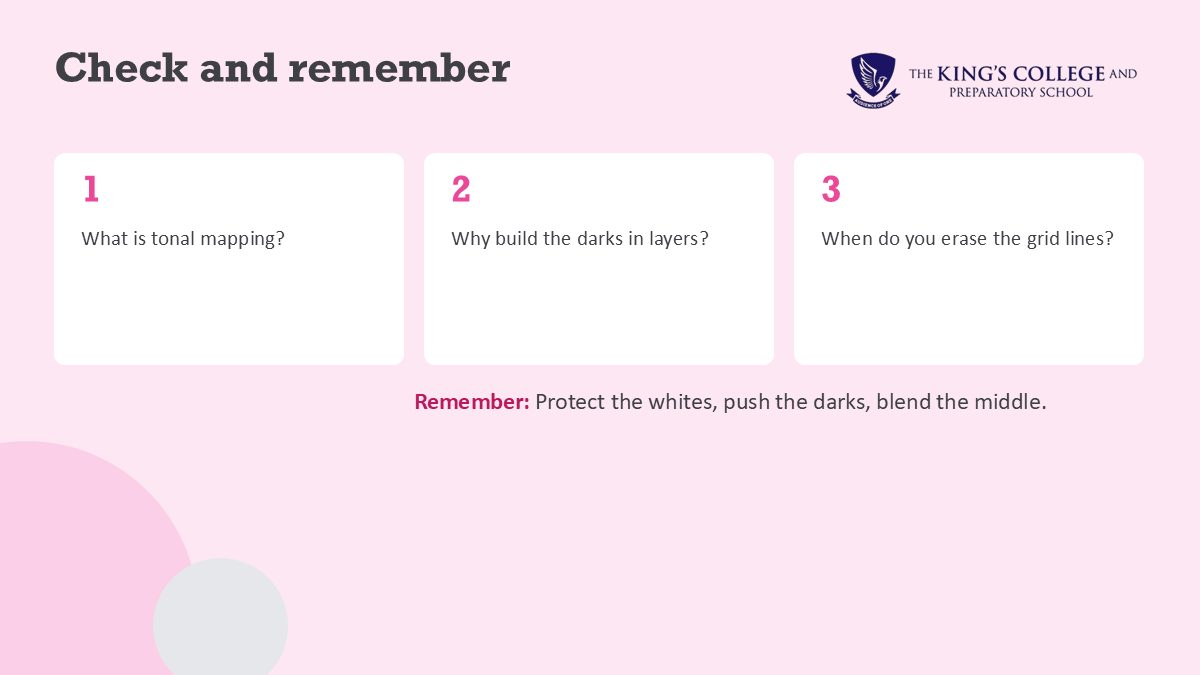 Check and remember
THE KING'S COLLEGE AND
PREPARATORY SCHOOL
1
What is tonal mapping?
2
Why build the darks in layers?
3
When do you erase the grid lines?
Remember: Protect the whites, push the darks, blend the middle.